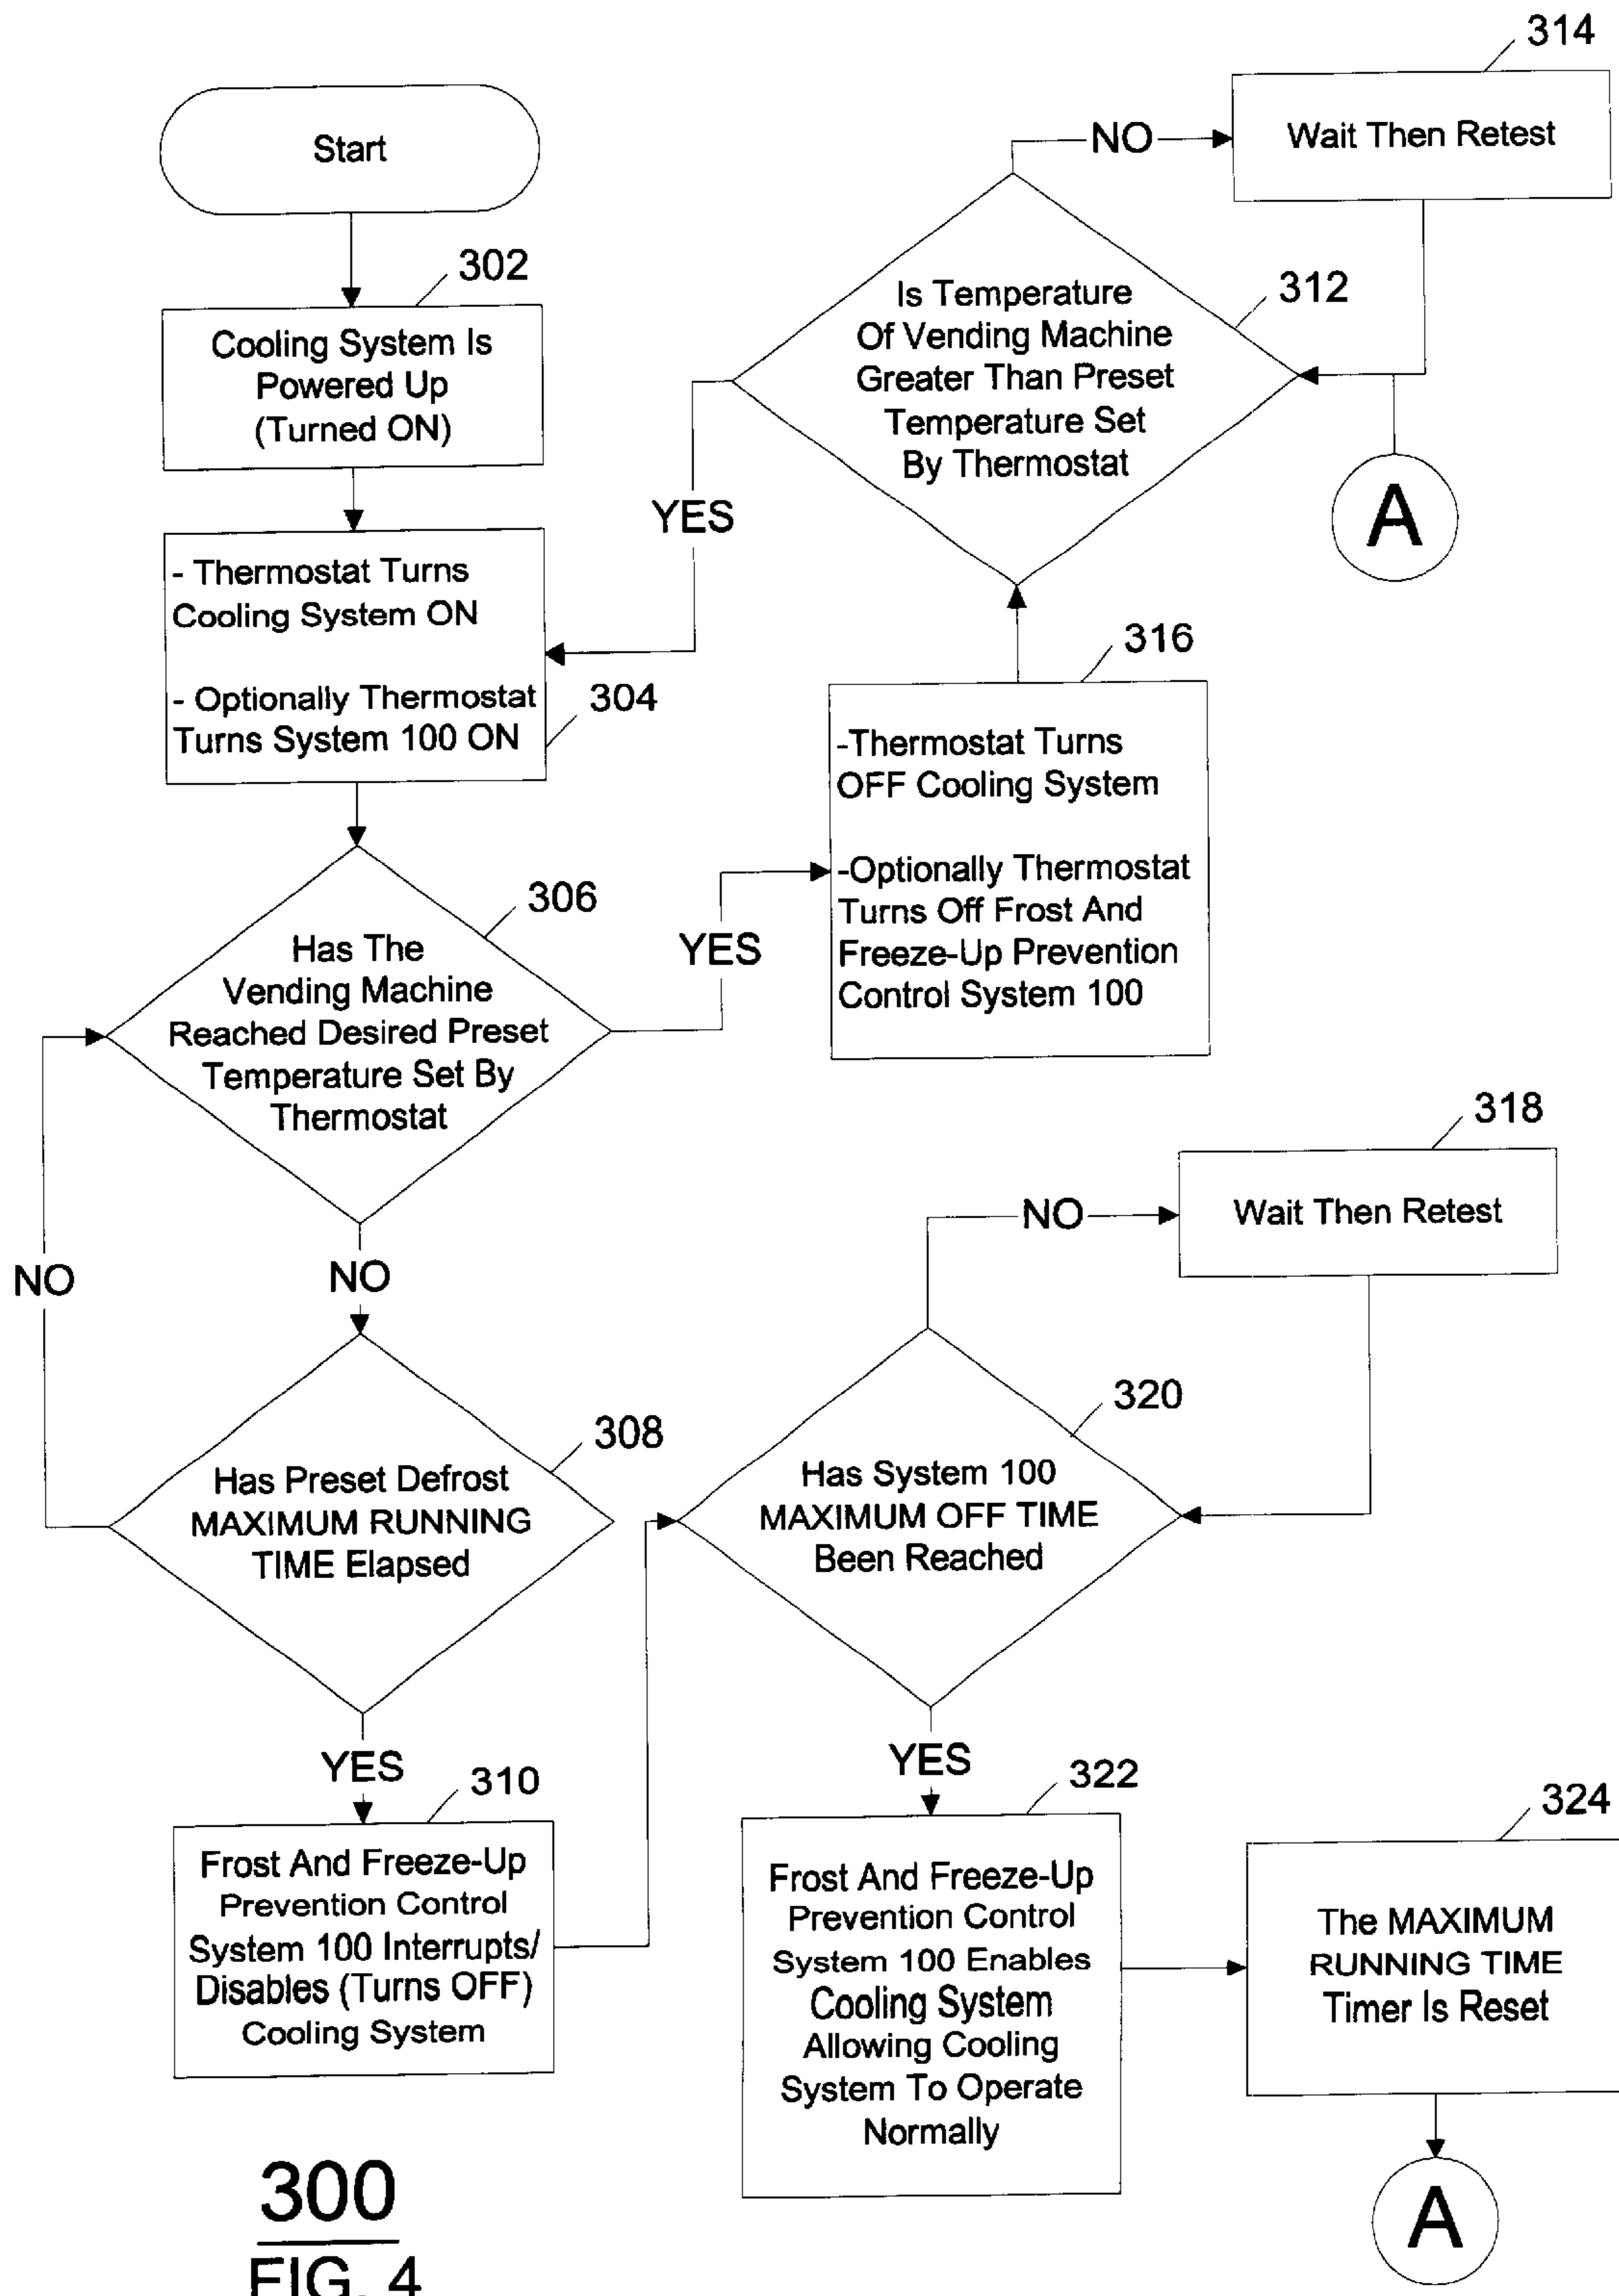 Start
302
Cooling System Is
Powered Up
(Turned ON)
- Thermostat Turns
Cooling System ON
- Optionally Thermostat
Turns System 100 ON
304
306
Has The
Vending Machine
Reached Desired Preset
Temperature Set By
Thermostat
YES
NO
NO
308
Has Preset Defrost
MAXIMUM RUNNING
TIME Elapsed
YES
310
Frost And Freeze-Up
Prevention Control
System 100 Interrupts/
Disables (Turns OFF)
Cooling System
314
NO
Wait Then Retest
312
Is Temperature
Of Vending Machine
Greater Than Preset
Temperature Set
By Thermostat
YES
A
316
-Thermostat Turns
OFF Cooling System
-Optionally Thermostat
Turns Off Frost And
Freeze-Up Prevention
Control System 100
318
NO
Wait Then Retest
320
Has System 100
MAXIMUM OFF TIME
Been Reached
YES
322
Frost And Freeze-Up
Prevention Control
System 100 Enables
Cooling System
Allowing Cooling
System To Operate
Normally
324
The MAXIMUM
RUNNING TIME
Timer Is Reset
A
300
FIG. 4